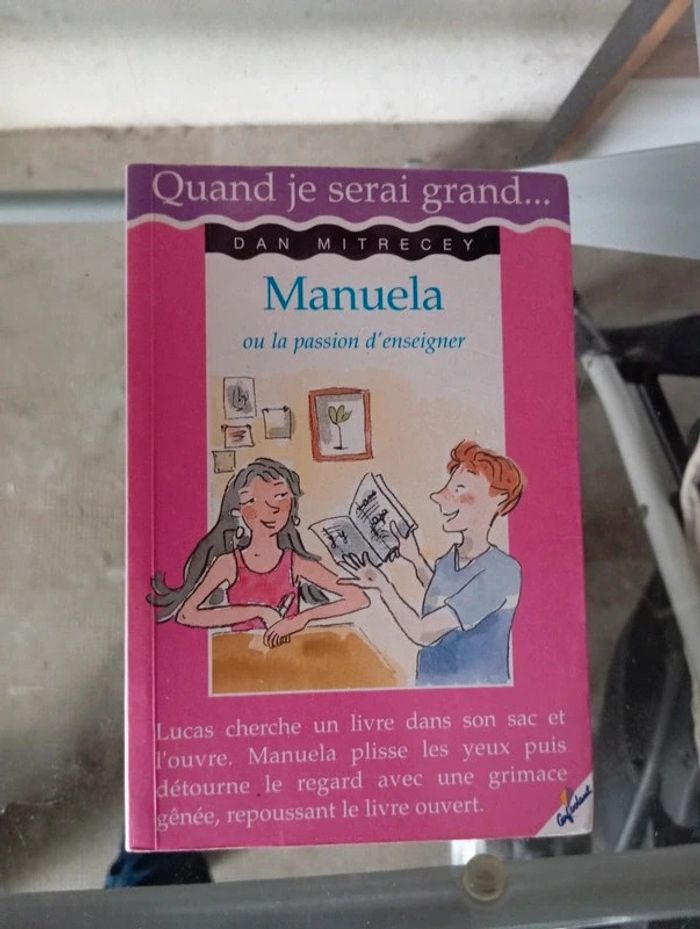 Quand je serai grand...
DAN MITRECEY
Manuela
ou la passion d'enseigner
Lucas cherche un livre dans son sac et
l'ouvre. Manuela plisse les yeux puis
détourne le regard avec une grimace
gênée, repoussant le livre ouvert.